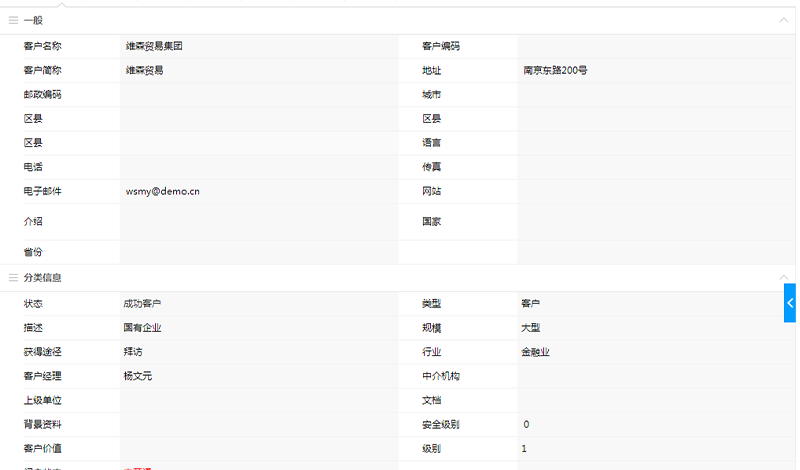 一般
客户名称 维森贸易集团 客户编码
客户简称 维森贸易 地址 南京东路200号
邮政编码 城市
区县 区县
区县 语言
电话 传真
电子邮件 wsmy@demo.cn 网站
介绍 国家
省份
分类信息
状态 成功客户 类型 客户
描述 国有企业 规模 大型
获得途径 拜访 行业 金融业
客户经理 杨文元 中介机构
上级单位 文档
背景资料 安全级别 0
客户价值 级别 1